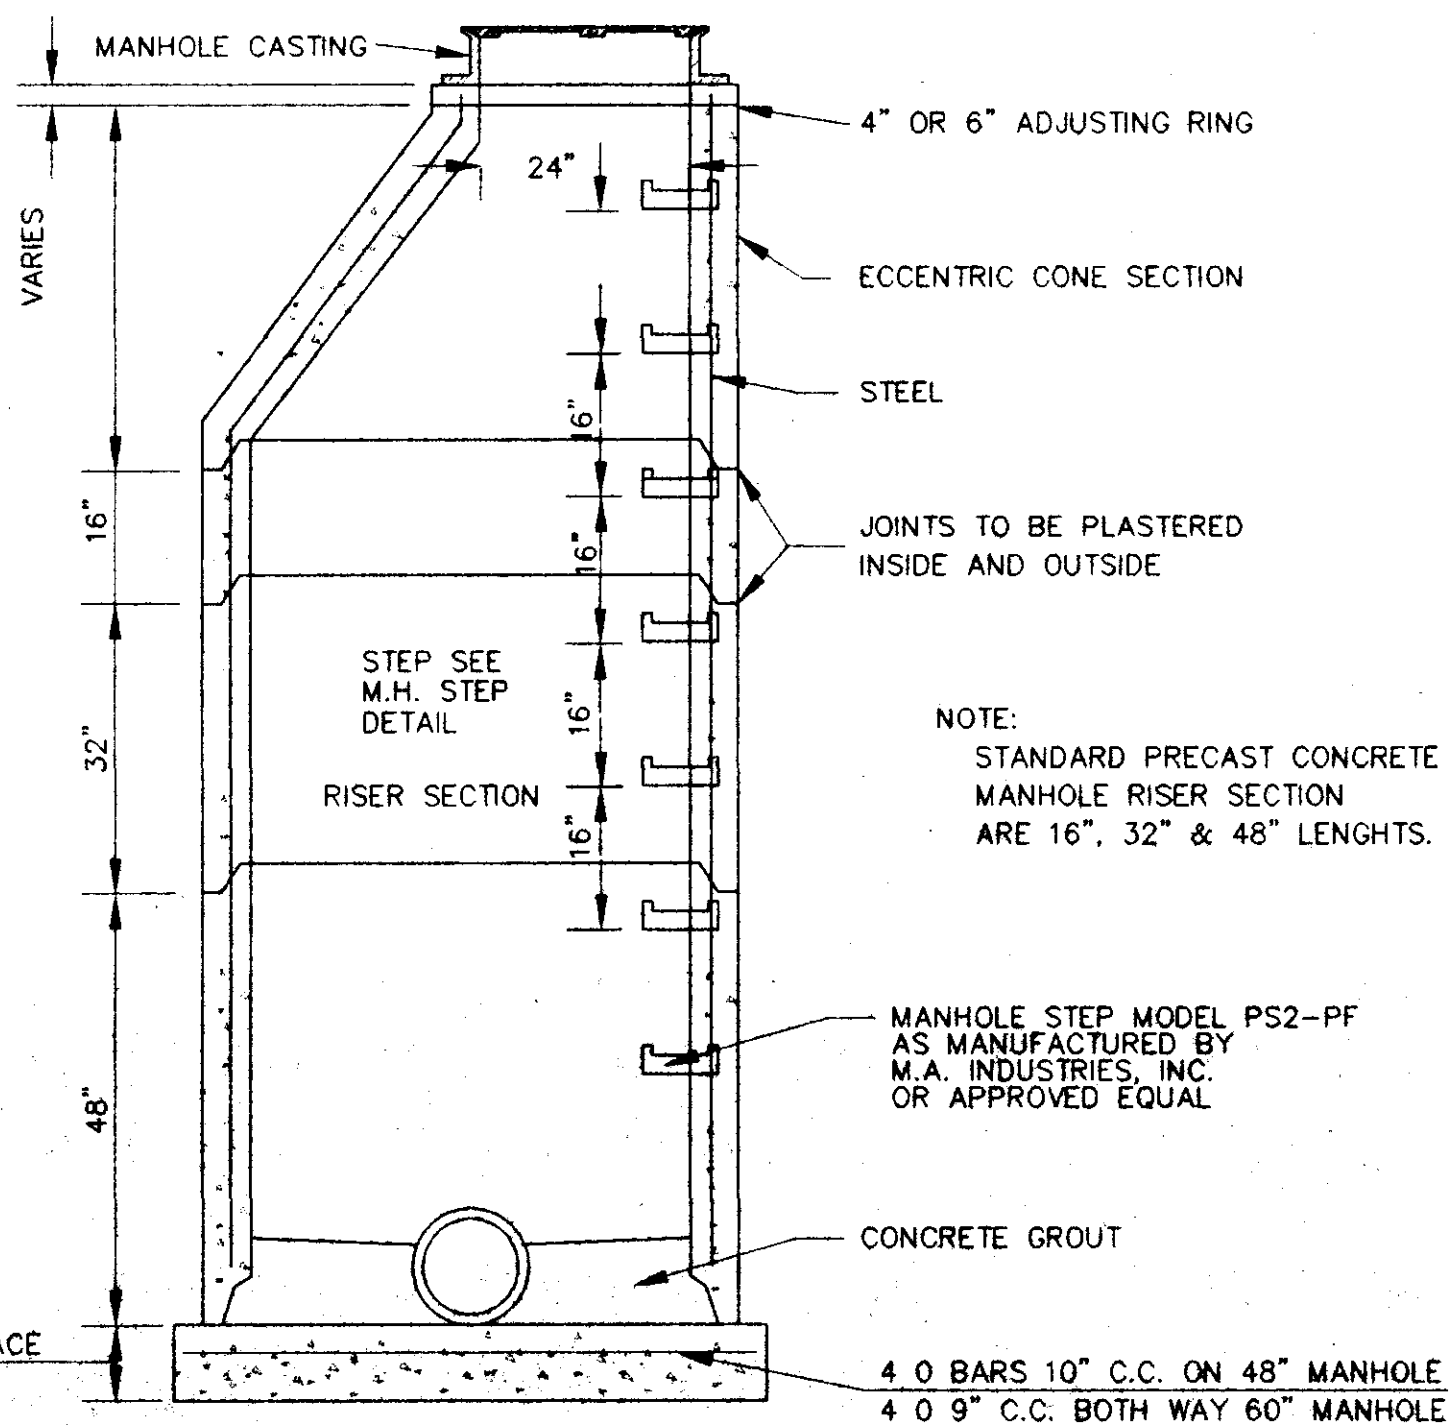 MANHOLE CASTING
4" OR 6" ADJUSTING RING
24"
VARIES
ECCENTRIC CONE SECTION
STEEL
16"
16"
JOINTS TO BE PLASTERED
INSIDE AND OUTSIDE
16"
STEP SEE
M.H. STEP
DETAIL
16"
NOTE:
STANDARD PRECAST CONCRETE
MANHOLE RISER SECTION
ARE 16", 32" & 48" LENGHTS.
32"
RISER SECTION
16"
MANHOLE STEP MODEL PS2-PF
AS MANUFACTURED BY
M.A. INDUSTRIES, INC.
OR APPROVED EQUAL
48"
CONCRETE GROUT
ACE
4 0 BARS 10" C.C. ON 48" MANHOLE
4 0 9" C.C. BOTH WAY 60" MANHOLE